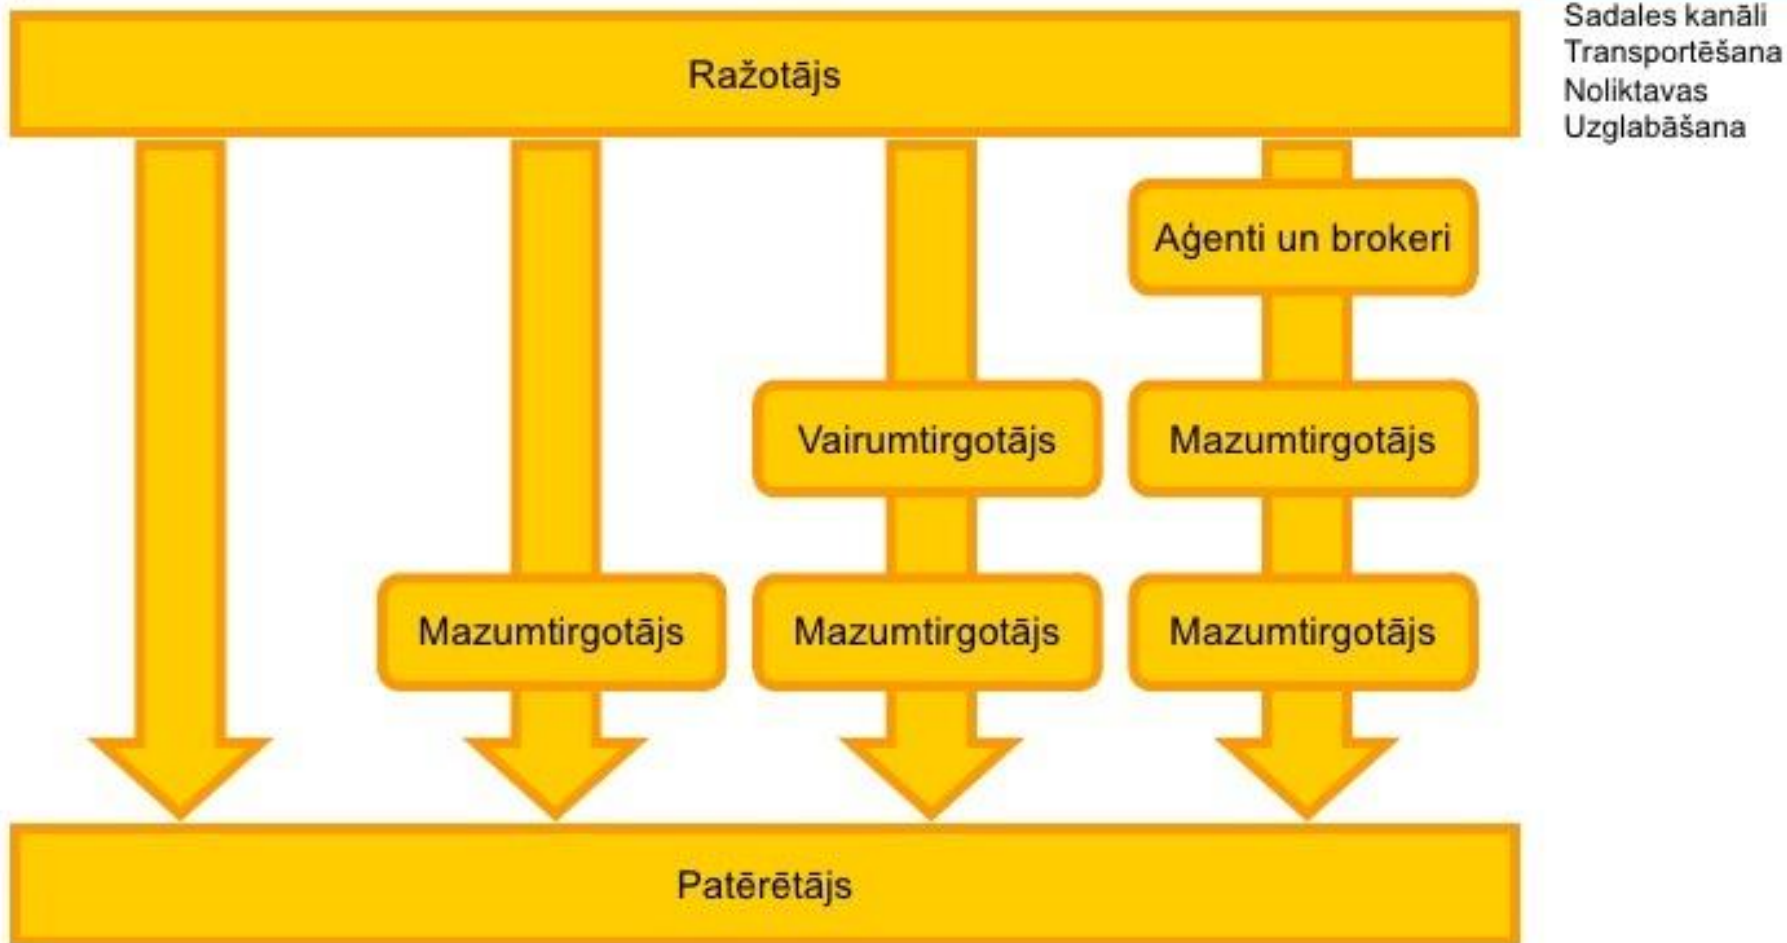 Sadales kanāli
Transportēšana
Noliktavas
Uzglabāšana
Ražotājs
Aģenti un brokeri
Vairumtirgotājs
Mazumtirgotājs
Mazumtirgotājs
Mazumtirgotājs
Mazumtirgotājs
Patērētājs